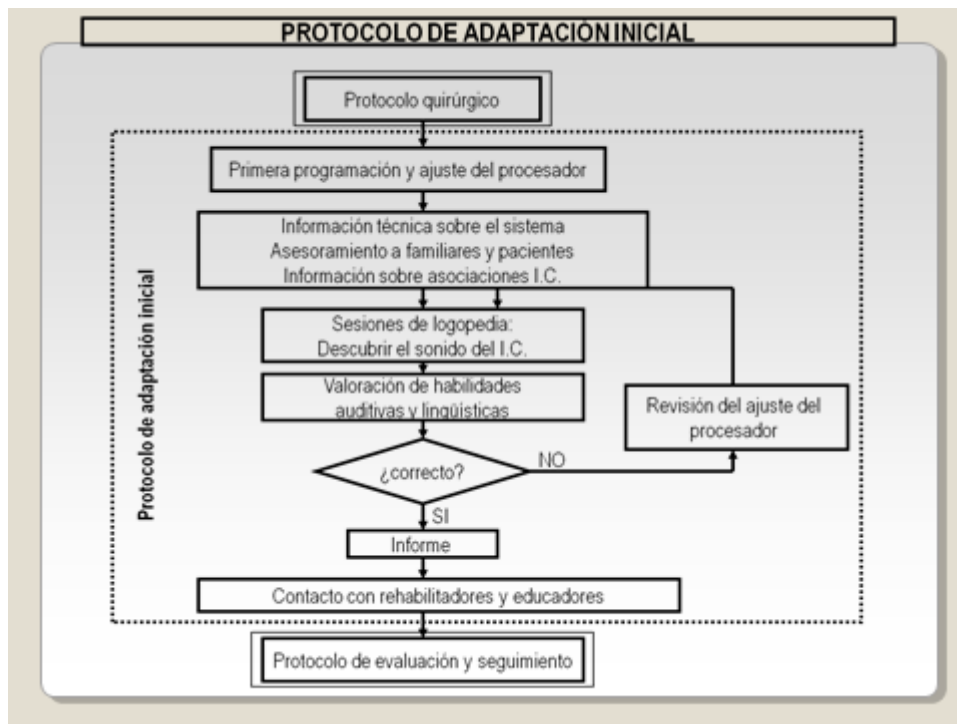 PROTOCOLO DE ADAPTACIÓN INICIAL
Protocolo quirúrgico
Primera programación y ajuste del procesador
Información técnica sobre el sistema
Asesoramiento a familiares y pacientes
Información sobre asociaciones I.C.
Sesiones de logopedia:
Descubrir el sonido del I.C.
Valoración de habilidades
auditivas y lingüísticas
Revisión del ajuste del
procesador
¿correcto?
NO
SI
Informe
Contacto con rehabilitadores y educadores
Protocolo de evaluación y seguimiento
Protocolo de adaptación inicial